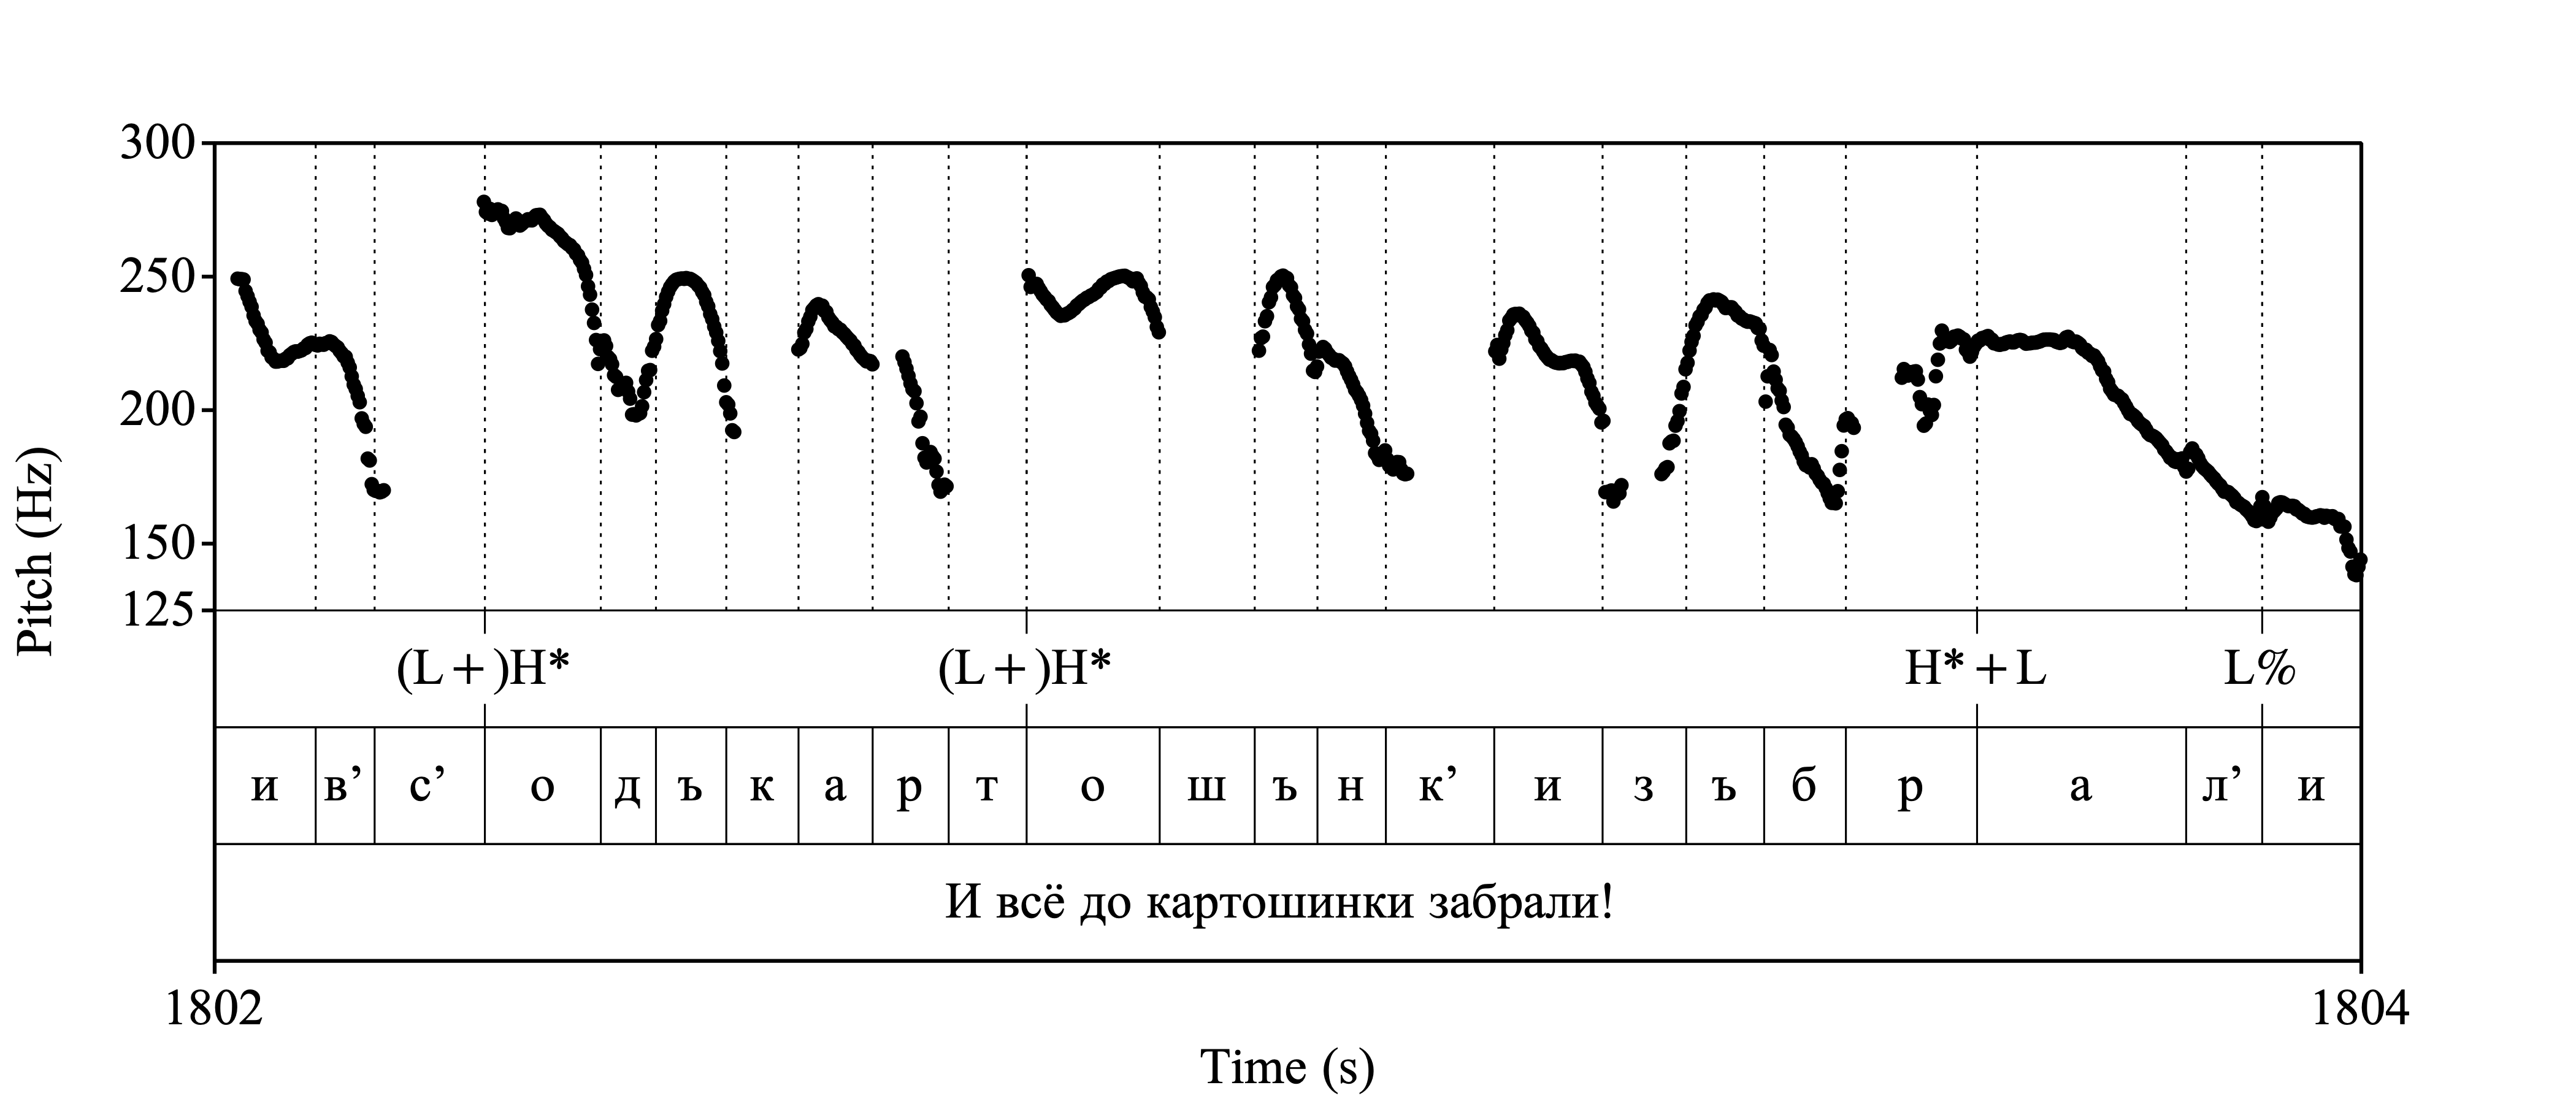 300
250
200
150
125
Pitch (Hz)
(L+)H* (L+)H* H*+L L%
и в’ с’ о д ъ к а р т о ш ъ н к’ и з ъ б р а л’ и
И всё до картошинки забрали!
1802 1804
Time (s)